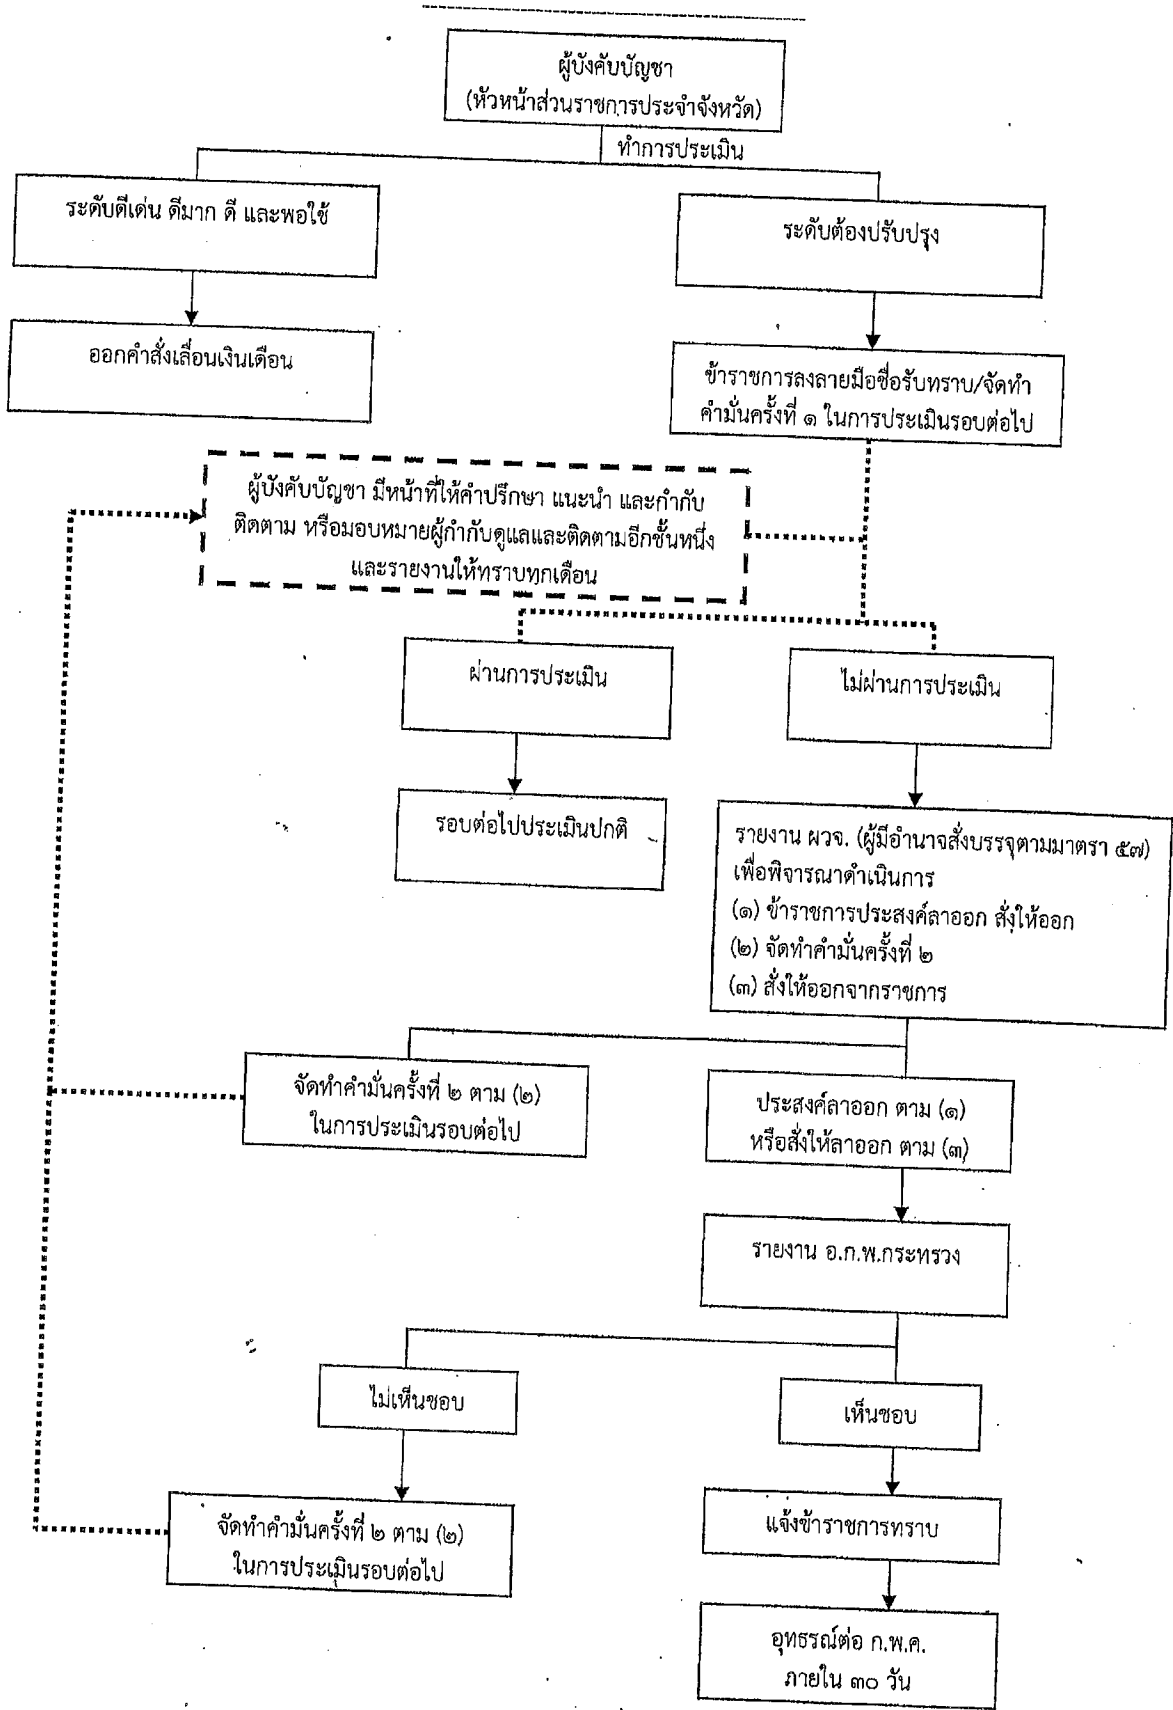 ผู้บังคับบัญชา
(หัวหน้าส่วนราชการประจำจังหวัด)
ทำการประเมิน
ระดับดีเด่น ดีมาก ดี และพอใช้
ระดับต้องปรับปรุง
ออกคำสั่งเลื่อนเงินเดือน
ข้าราชการลงลายมือชื่อรับทราบ/จัดทำ
คำมั่นครั้งที่ ๑ ในการประเมินรอบต่อไป
ผู้บังคับบัญชา มีหน้าที่ให้คำปรึกษา แนะนำ และกำกับ
ติดตาม หรือมอบหมายผู้กำกับดูแลและติดตามอีกชั้นหนึ่ง
และรายงานให้ทราบทุกเดือน
ผ่านการประเมิน
ไม่ผ่านการประเมิน
รอบต่อไปประเมินปกติ
รายงาน ผวจ. (ผู้มีอำนาจสั่งบรรจุตามมาตรา ๕๗)
เพื่อพิจารณาดำเนินการ
(๑) ข้าราชการประสงค์ลาออก สั่งให้ออก
(๒) จัดทำคำมั่นครั้งที่ ๒
(๓) สั่งให้ออกจากราชการ
จัดทำคำมั่นครั้งที่ ๒ ตาม (๒)
ในการประเมินรอบต่อไป
ประสงค์ลาออก ตาม (๑)
หรือสั่งให้ลาออก ตาม (๓)
รายงาน อ.ก.พ.กระทรวง
ไม่เห็นชอบ
เห็นชอบ
จัดทำคำมั่นครั้งที่ ๒ ตาม (๒)
ในการประเมินรอบต่อไป
แจ้งข้าราชการทราบ
อุทธรณ์ต่อ ก.พ.ค.
ภายใน ๓๐ วัน